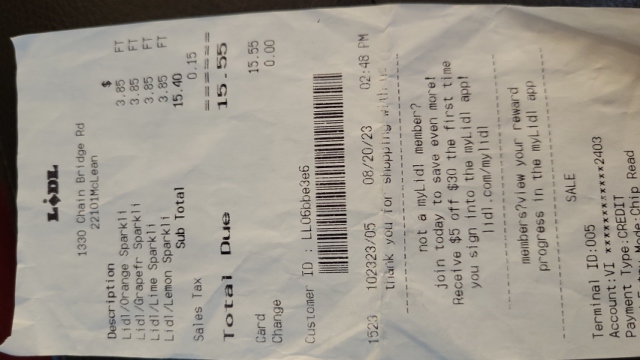 LIDL
1330 Chain Bridge Rd
22101McLean
Description $
Lidl/Orange Sparkli 3.85 FT
Lidl/Grapefr Sparkli 3.85 FT
Lidl/Lime Sparkli 3.85 FT
Lidl/Lemon Sparkli 3.85 FT
Sub Total 15.40
Sales Tax 0.15
======
Total Due 15.55
Card 15.55
Change 0.00
Customer ID : LL06bbe3e6
1523 102323/05 08/20/23 02:48 PM
thank you for shopping with us
not a myLidl member?
Join today to save even more!
Receive $5 off $30 the first time
you sign into the myLidl app!
lidl.com/mylidl
members?view your reward
progress in the myLidl app
SALE
Terminal ID:005
Account:VI ************2403
Payment Type:CREDIT
Mode:Chip Read